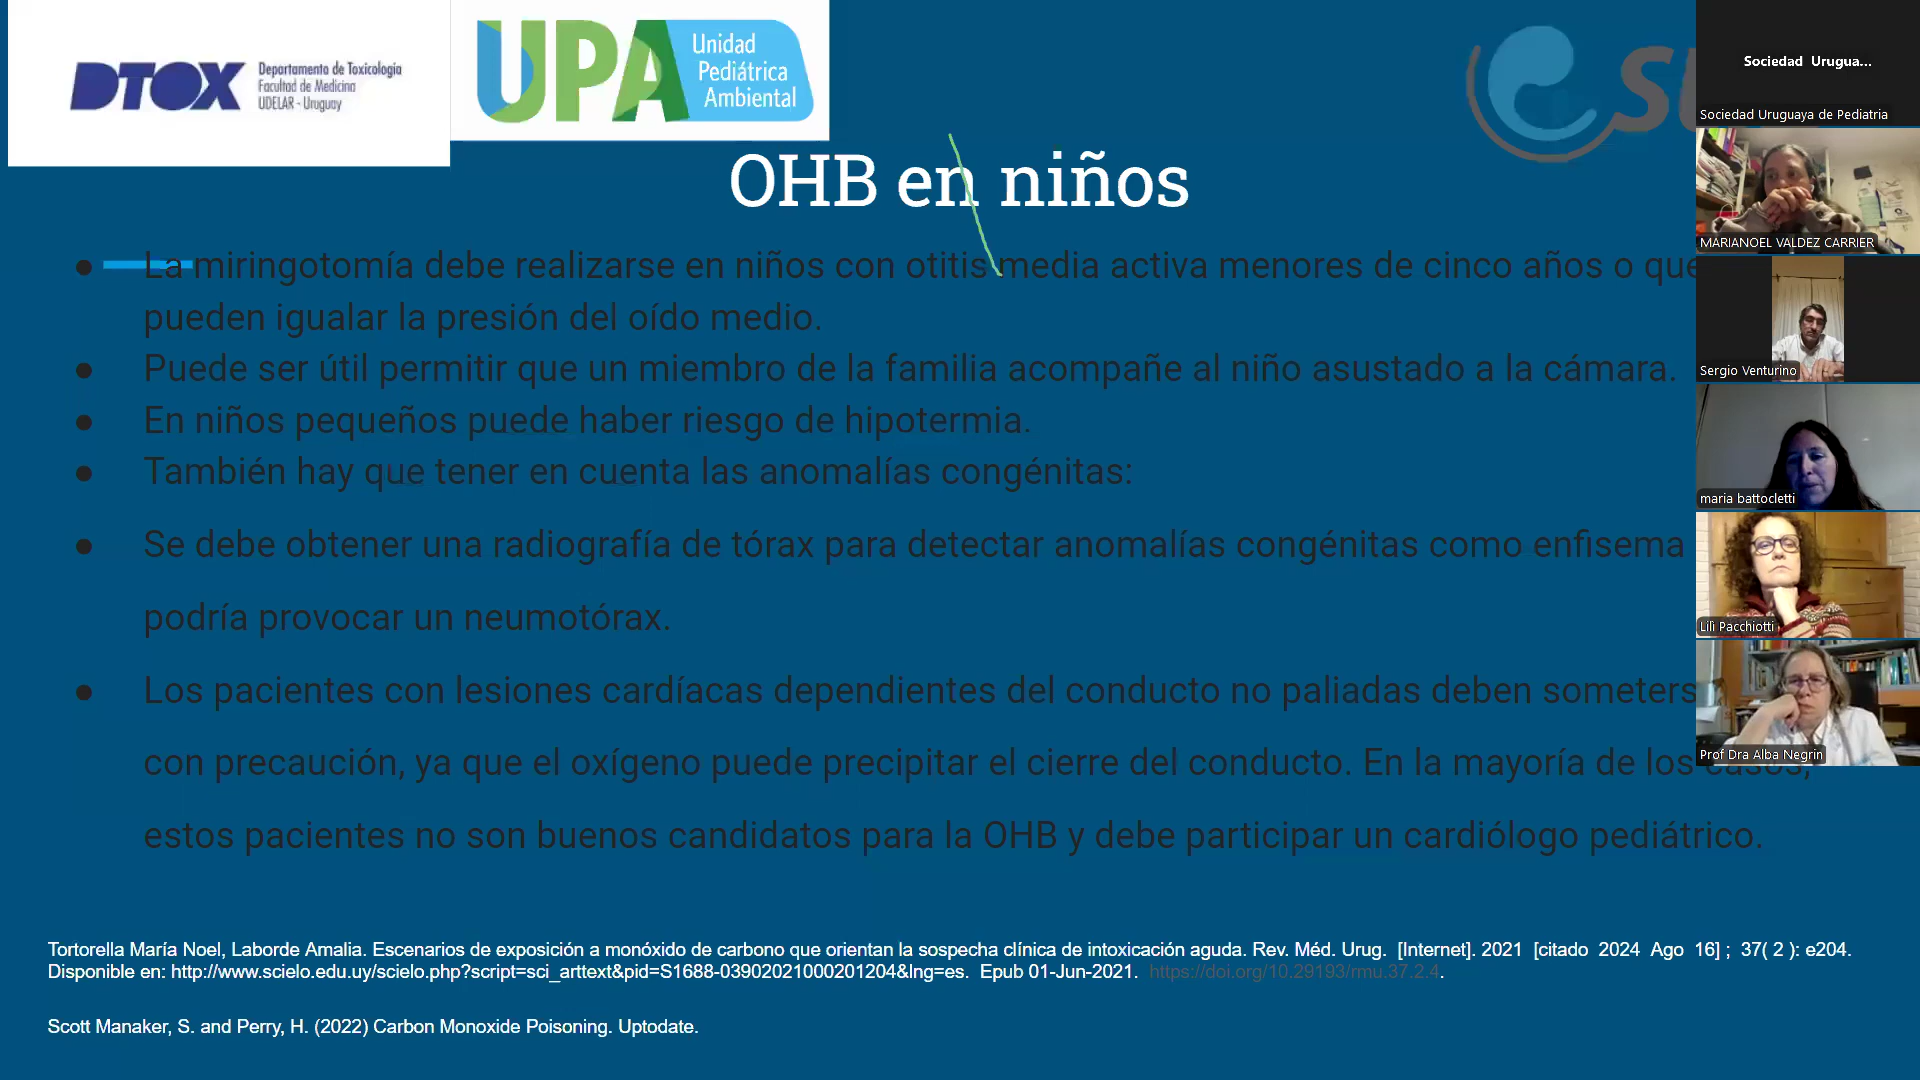 DTOX
Departamento de Toxicología
Facultad de Medicina
UDELAR - Uruguay
UPA
Unidad
Pediátrica
Ambiental
OHB en niños
● La miringotomía debe realizarse en niños con otitis media activa menores de cinco años o que
pueden igualar la presión del oído medio.
● Puede ser útil permitir que un miembro de la familia acompañe al niño asustado a la cámara.
● En niños pequeños puede haber riesgo de hipotermia.
● También hay que tener en cuenta las anomalías congénitas:
● Se debe obtener una radiografía de tórax para detectar anomalías congénitas como enfisema
podría provocar un neumotórax.
● Los pacientes con lesiones cardíacas dependientes del conducto no paliadas deben someters
con precaución, ya que el oxígeno puede precipitar el cierre del conducto. En la mayoría de los casos,
estos pacientes no son buenos candidatos para la OHB y debe participar un cardiólogo pediátrico.
Tortorella María Noel, Laborde Amalia. Escenarios de exposición a monóxido de carbono que orientan la sospecha clínica de intoxicación aguda. Rev. Méd. Urug. [Internet]. 2021 [citado 2024 Ago 16] ; 37( 2 ): e204.
Disponible en: http://www.scielo.edu.uy/scielo.php?script=sci_arttext&pid=S1688-03902021000201204&lng=es. Epub 01-Jun-2021. https://doi.org/10.29193/rmu.37.2.4.
Scott Manaker, S. and Perry, H. (2022) Carbon Monoxide Poisoning. Uptodate.
Sociedad Urugua...
Sociedad Uruguaya de Pediatria
MARIANOEL VALDEZ CARRIER
Sergio Venturino
maria battocletti
Lili Pacchiotti
Prof Dra Alba Negrin